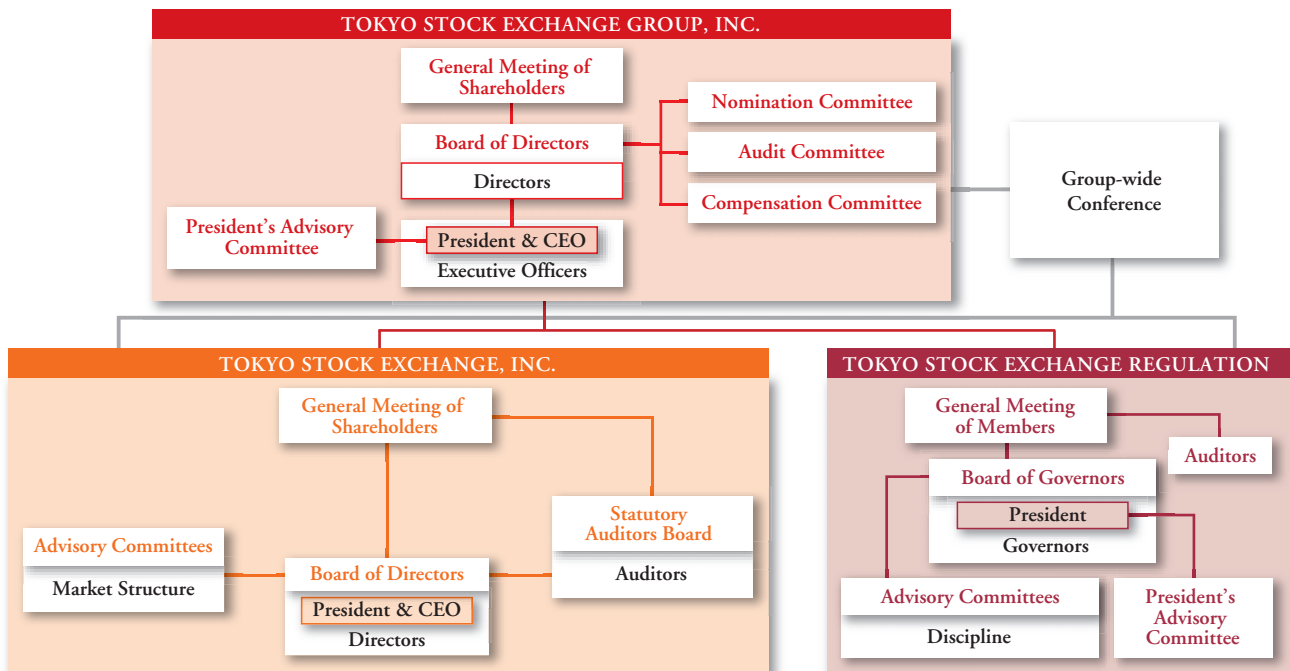 TOKYO STOCK EXCHANGE GROUP, INC.
General Meeting of
Shareholders
Board of Directors
Directors
President & CEO
Executive Officers
President’s Advisory
Committee
Nomination Committee
Audit Committee
Compensation Committee
Group-wide
Conference
TOKYO STOCK EXCHANGE, INC.
General Meeting of
Shareholders
Advisory Committees
Market Structure
Board of Directors
President & CEO
Directors
Statutory
Auditors Board
Auditors
TOKYO STOCK EXCHANGE REGULATION
General Meeting
of Members
Auditors
Board of Governors
President
Governors
Advisory Committees
Discipline
President’s
Advisory
Committee